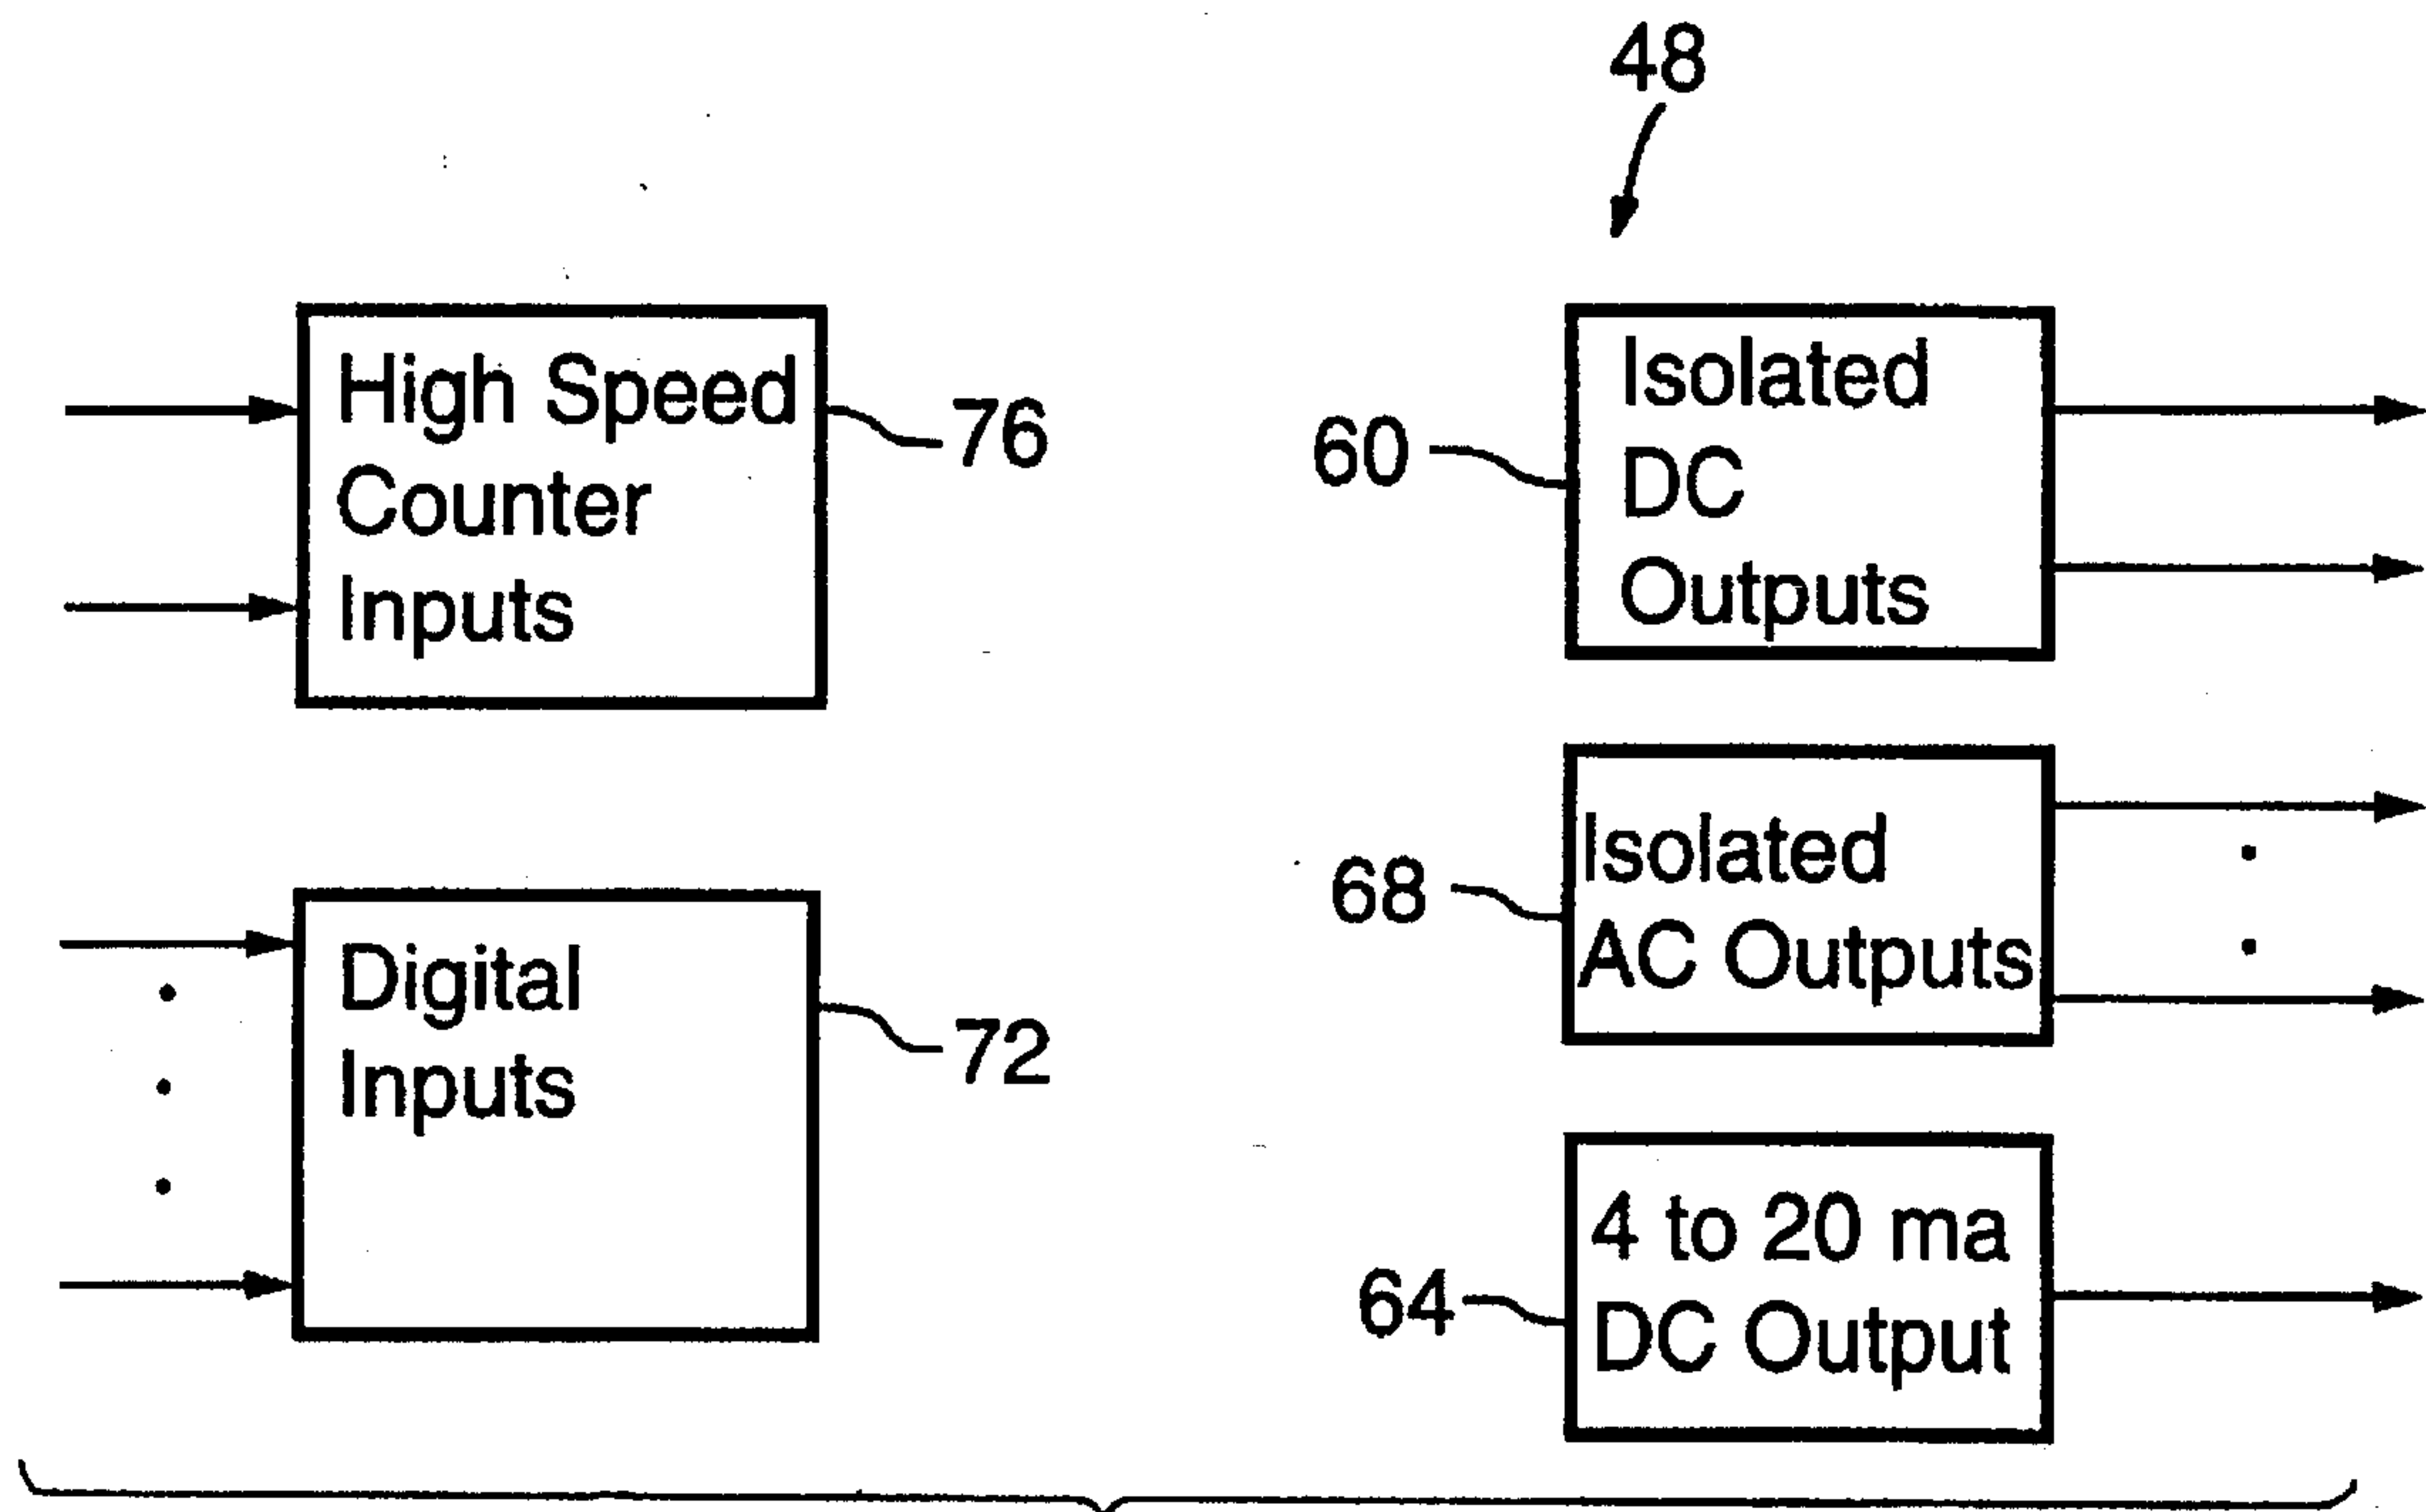 48
High Speed
Counter
Inputs
76
60
Isolated
DC
Outputs
68
Isolated
AC Outputs
Digital
Inputs
72
64
4 to 20 ma
DC Output